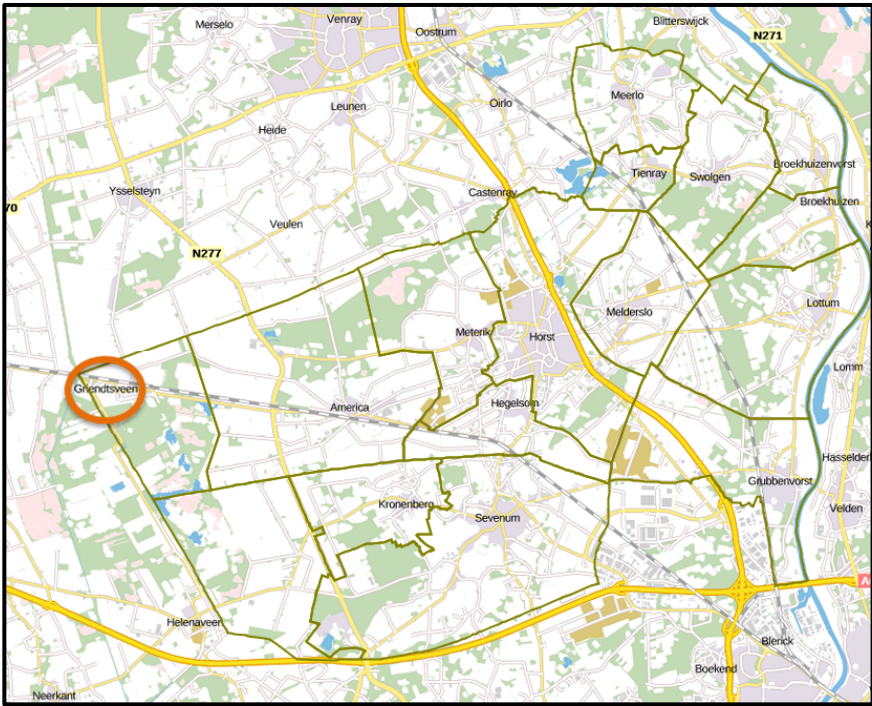 Merselo
Venray
Oostrum
Blitterswijck
N271
Leunen
Oirlo
Meerlo
Heide
Tienray
Swolgen
Broekhuizenvorst
Ysselsteyn
Castenray
Broekhuizen
70
Veulen
N277
Lottum
Meterik
Horst
Melderslo
Lomm
Griendtsveen
America
Hegelsom
Hasselder
Grubbenvorst
Kronenberg
Sevenum
Velden
Helenaveen
Blerick
Boekend
Neerkant